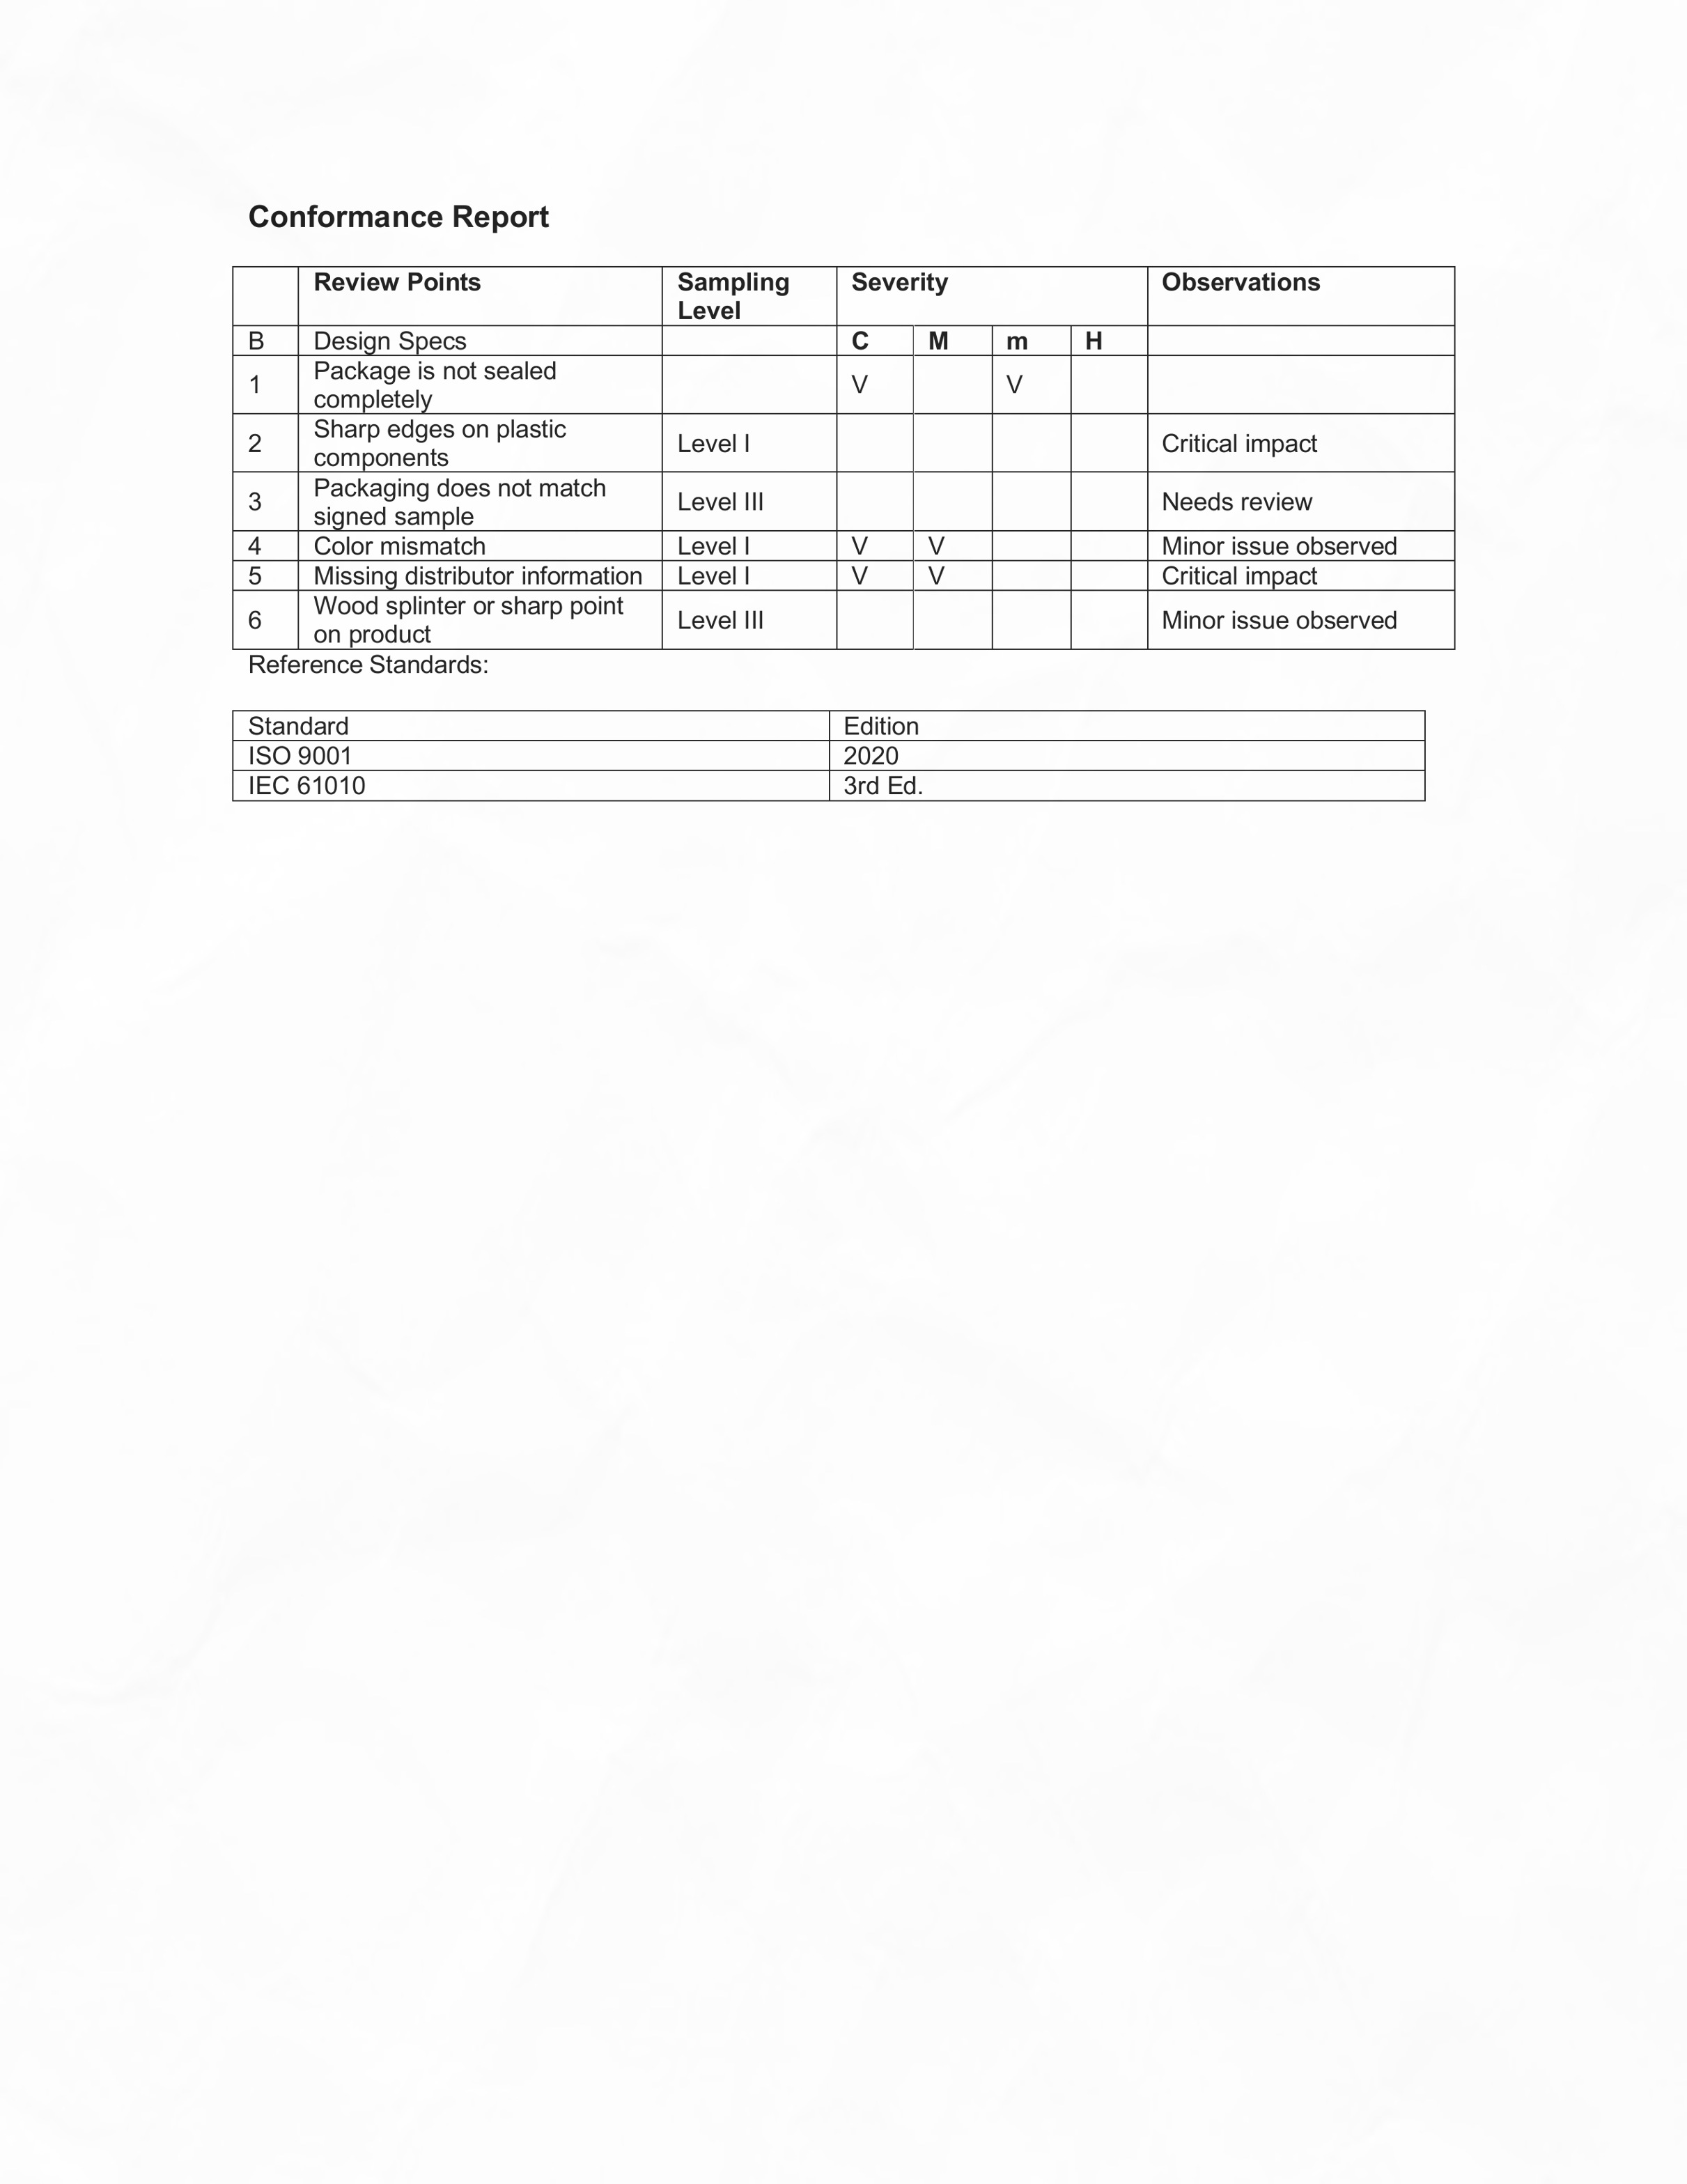 Conformance Report
Review Points Sampling Level Severity Observations
B Design Specs C M m H
1 Package is not sealed completely V V
2 Sharp edges on plastic components Level I Critical impact
3 Packaging does not match signed sample Level III Needs review
4 Color mismatch Level I V V Minor issue observed
5 Missing distributor information Level I V V Critical impact
6 Wood splinter or sharp point on product Level III Minor issue observed
Reference Standards:
Standard Edition
ISO 9001 2020
IEC 61010 3rd Ed.